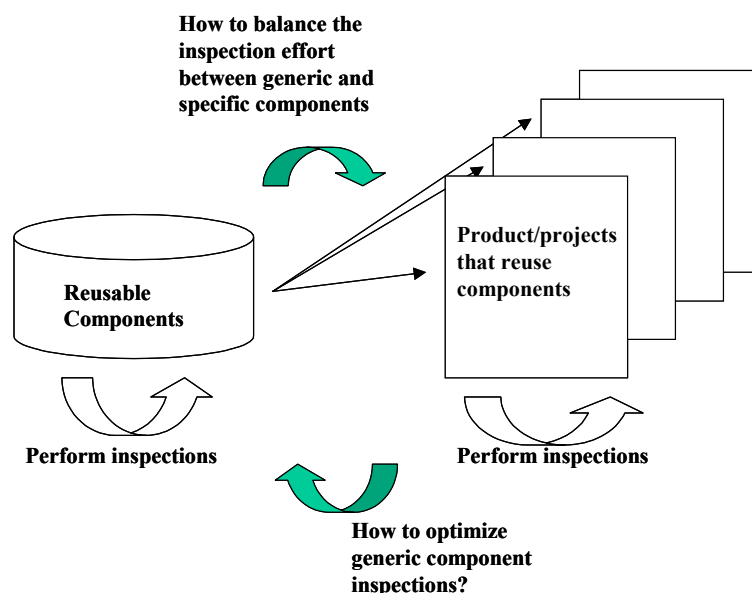 How to balance the
inspection effort
between generic and
specific components
Product/projects
that reuse
components
Reusable
Components
Perform inspections
Perform inspections
How to optimize
generic component
inspections?